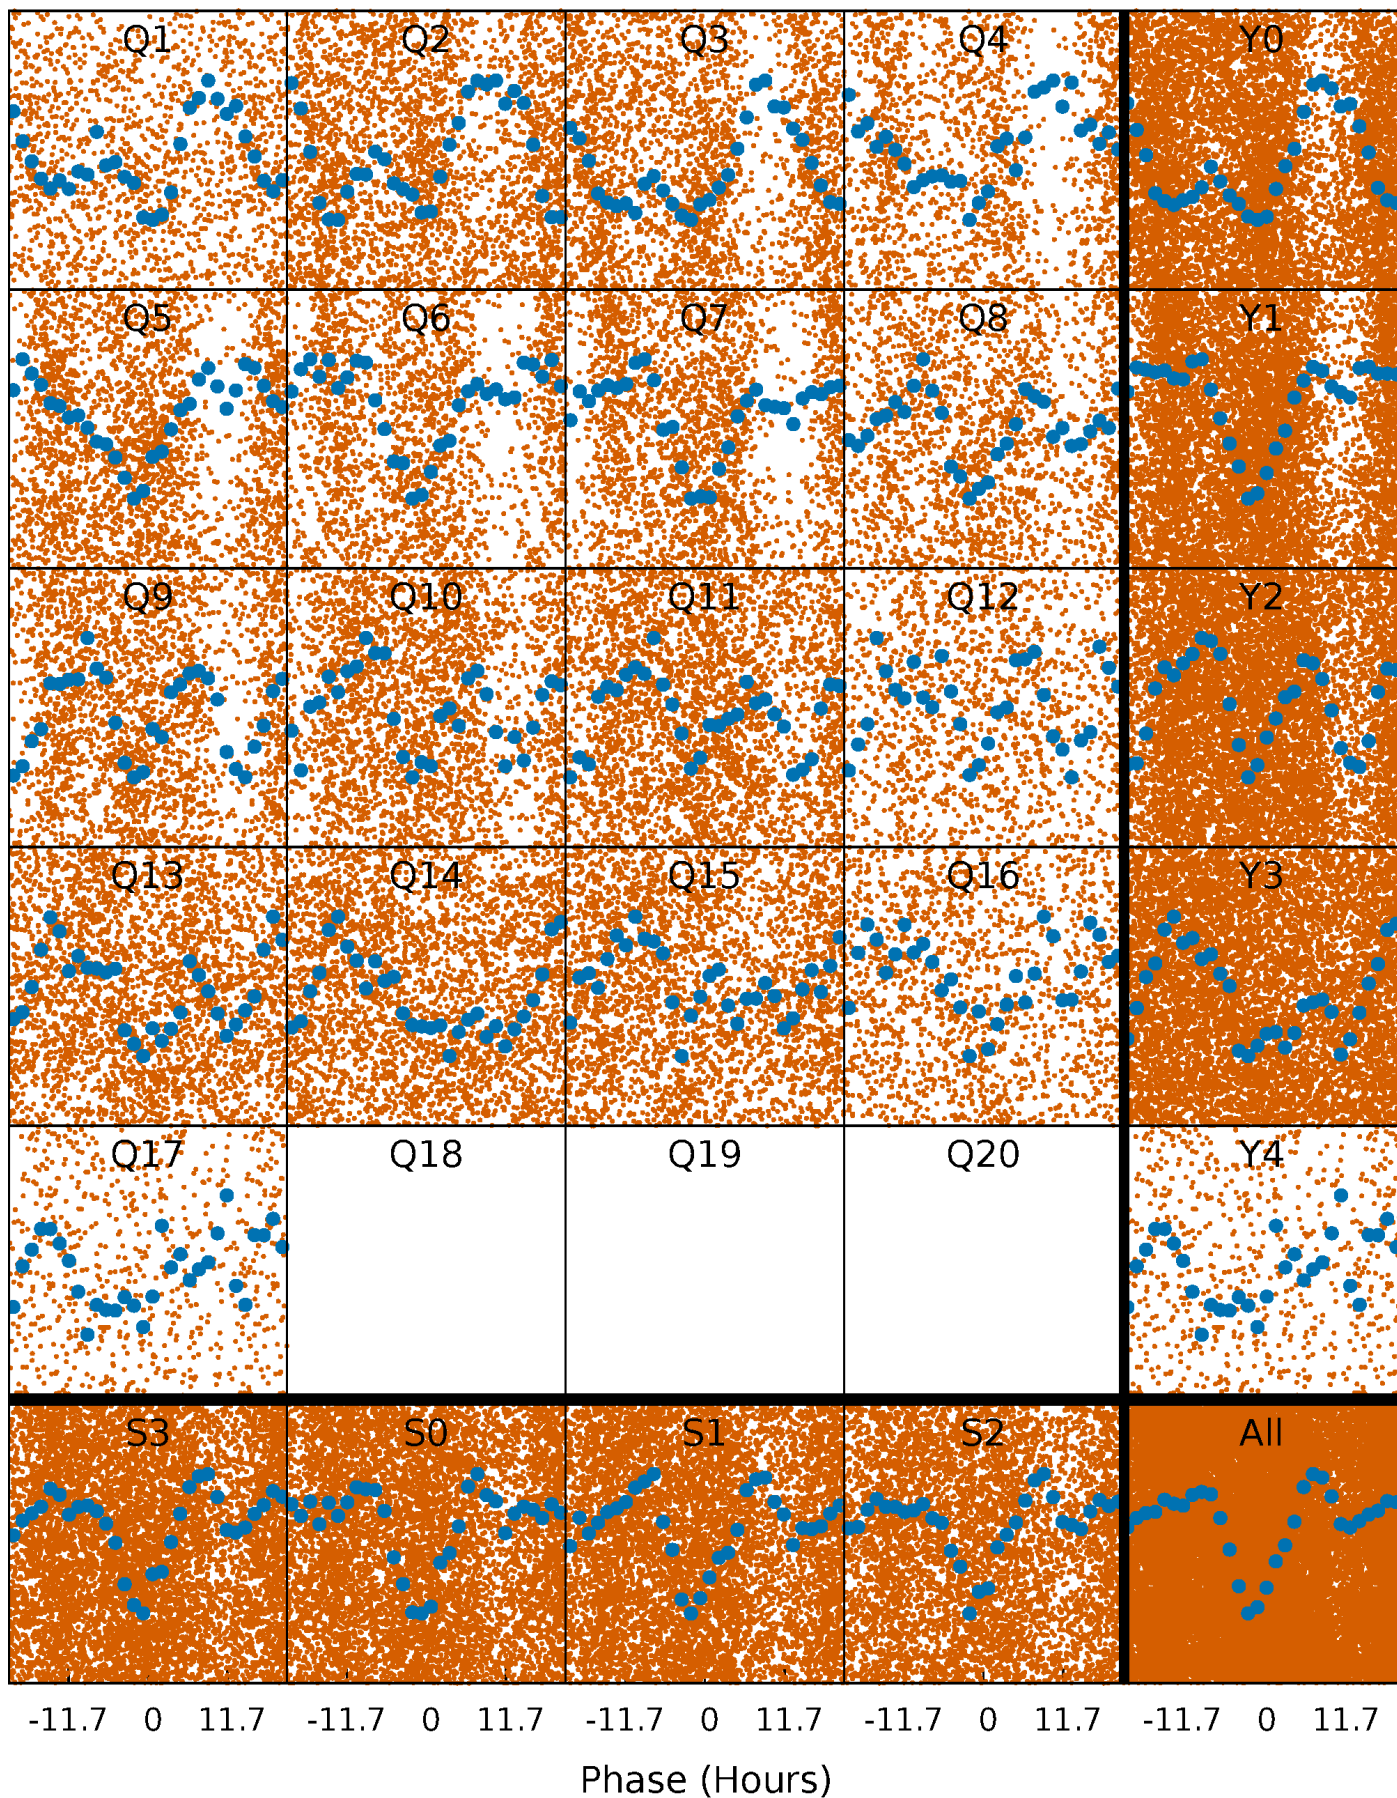 Q1 Q2 Q3 Q4 Y0
Q5 Q6 Q7 Q8 Y1
Q9 Q10 Q11 Q12 Y2
Q13 Q14 Q15 Q16 Y3
Q17 Q18 Q19 Q20 Y4
S3 S0 S1 S2 All
-11.7 0 11.7 -11.7 0 11.7 -11.7 0 11.7 -11.7 0 11.7 -11.7 0 11.7
Phase (Hours)